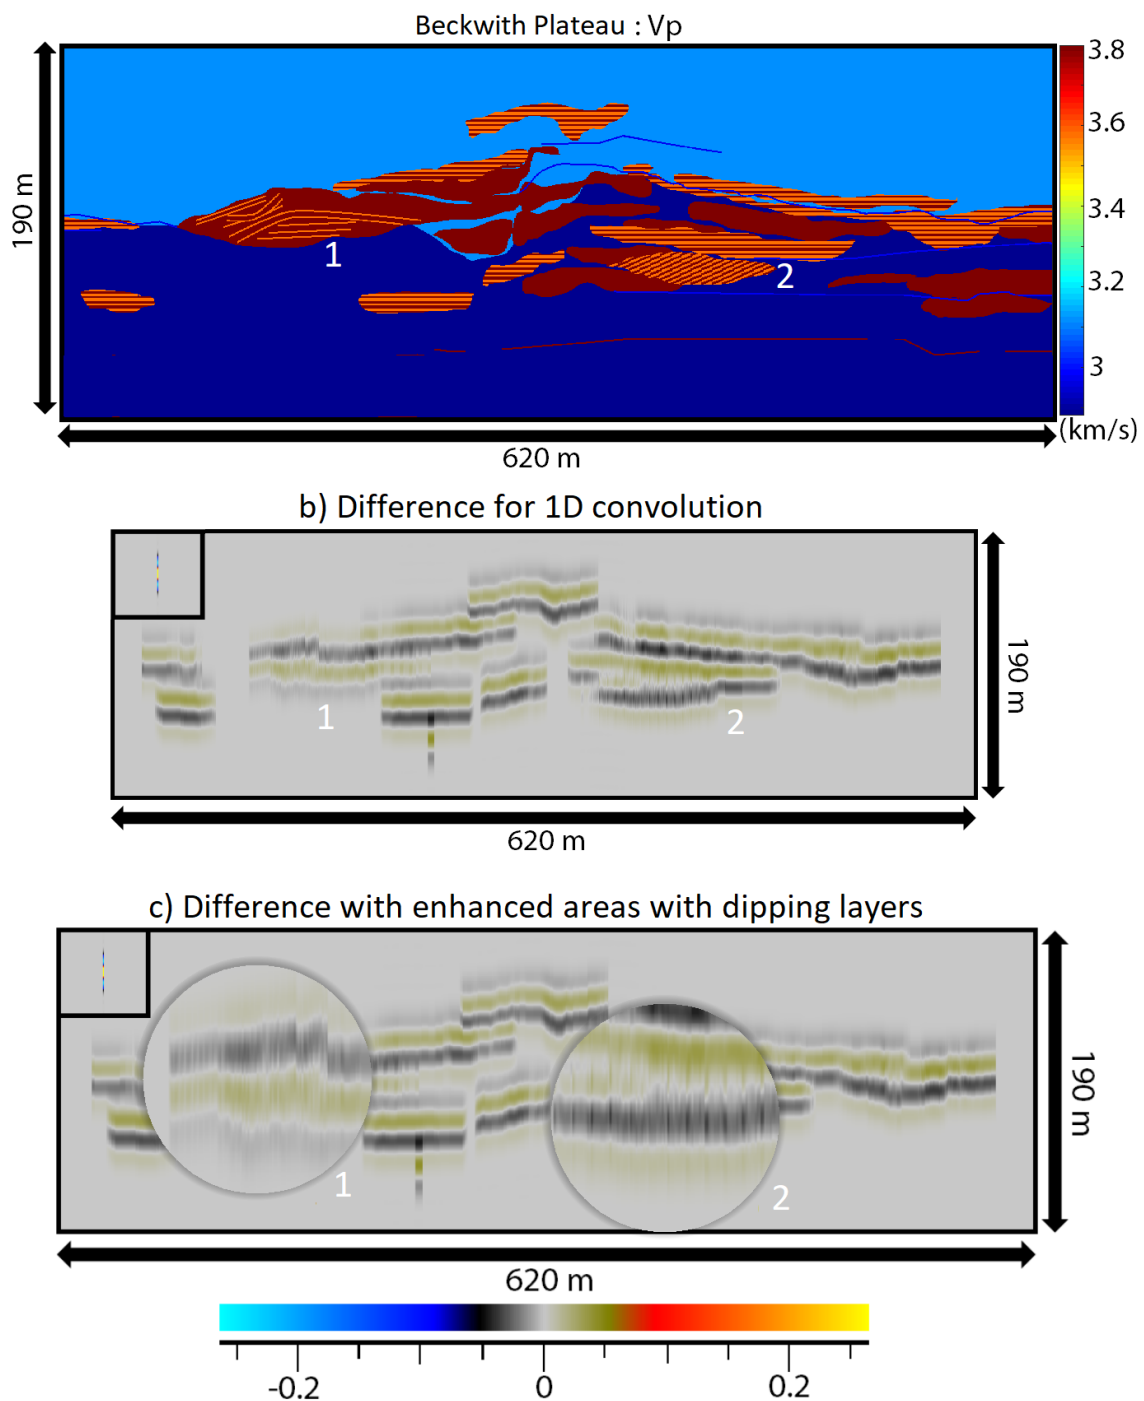 Beckwith Plateau : Vp
3.8
3.6
3.4
3.2
3
(km/s)
190 m
1
2
620 m
b) Difference for 1D convolution
1
2
190 m
620 m
c) Difference with enhanced areas with dipping layers
1
2
190 m
620 m
-0.2 0 0.2